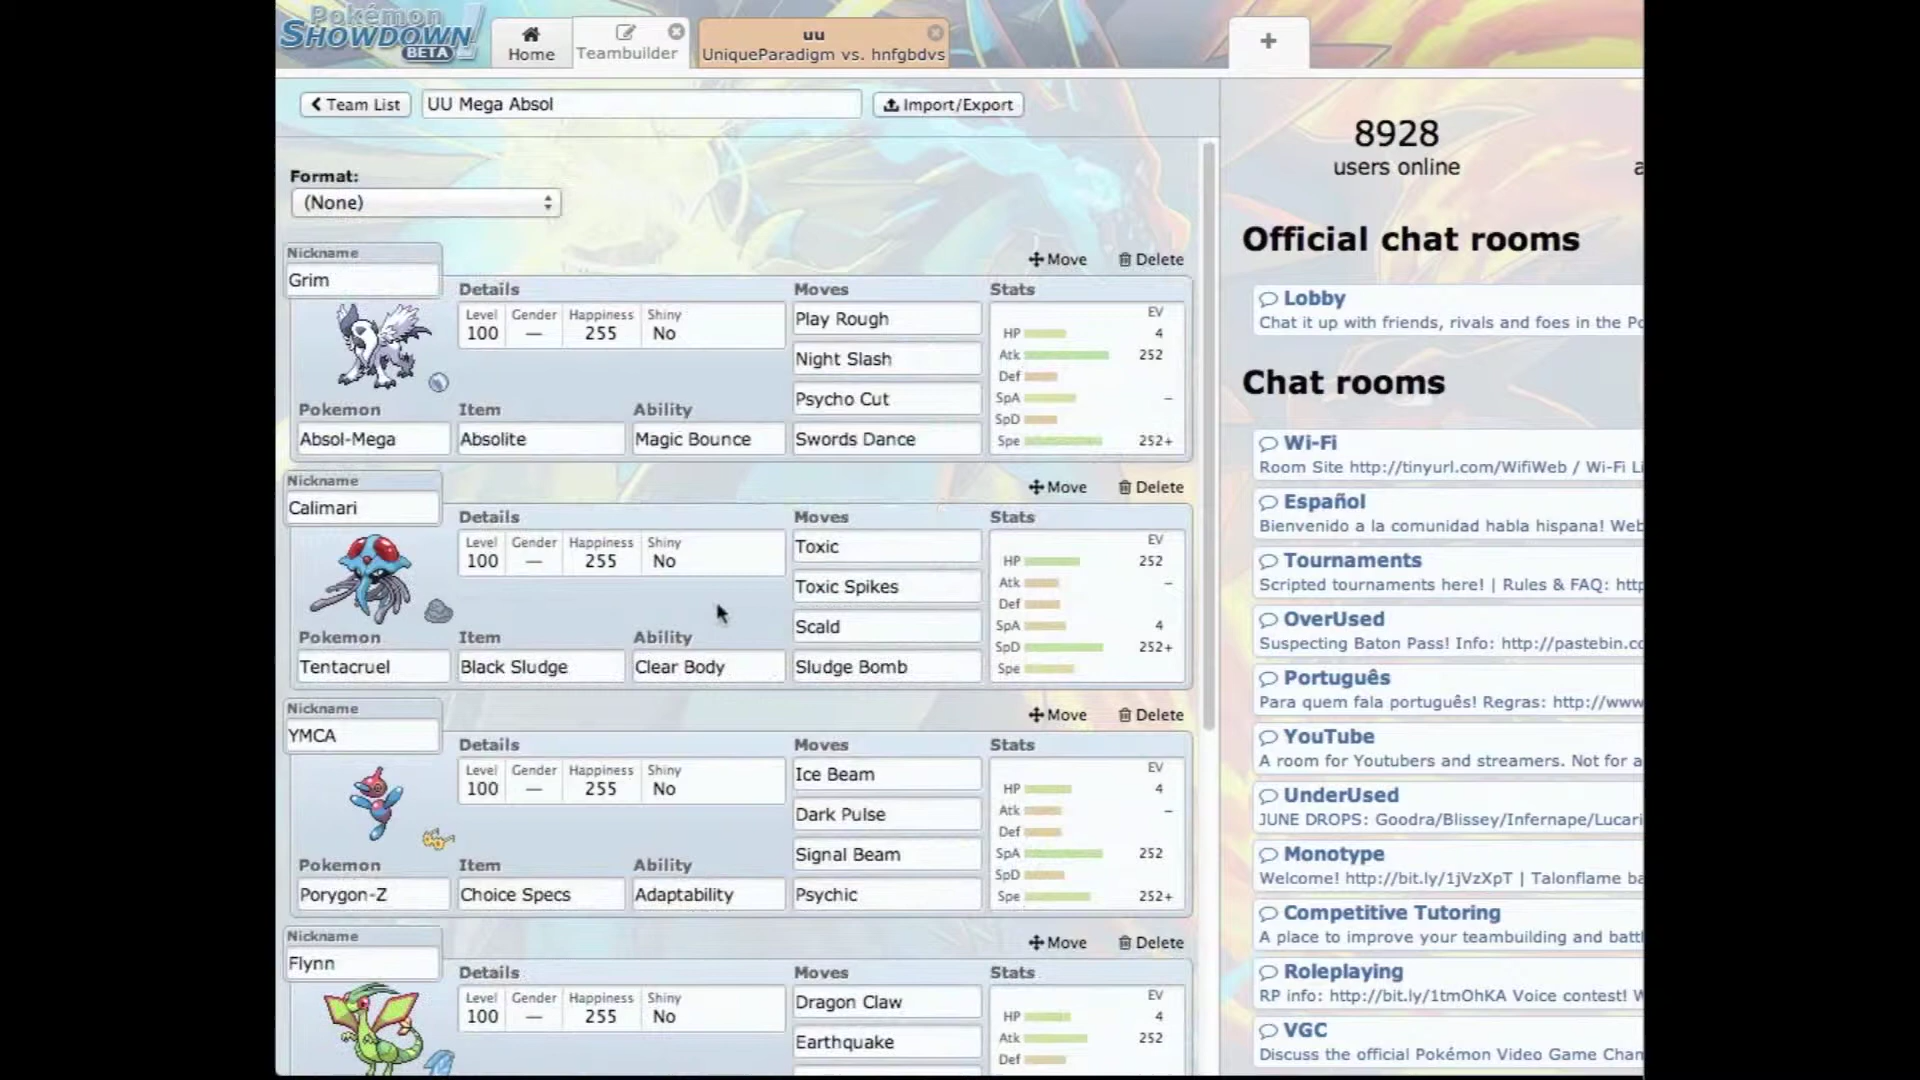 Pokémon
SHOWDOWN!
BETA
Home
Teambuilder
uu
UniqueParadigm vs. hnfgbdvs
+
Team List
UU Mega Absol
Import/Export
8928
users online
Format:
(None)
Official chat rooms
Lobby
Chat it up with friends, rivals and foes in the
Chat rooms
Wi-Fi
Room Site http://tinyurl.com/WifiWeb / Wi-Fi
Español
Bienvenido a la comunidad habla hispana!
Tournaments
Scripted tournaments here! | Rules & FAQ:
OverUsed
Suspecting Baton Pass! Info:
Português
Para quem fala português! Regras:
YouTube
A room for Youtubers and streamers. Not for a
UnderUsed
JUNE DROPS: Goodra/Blissey/Infernape/
Monotype
Welcome! http://bit.ly/1jVzXpT | Talonflame
Competitive Tutoring
A place to improve your teambuilding and
Roleplaying
RP info: http://bit.ly/1tmOhKA Voice contest!
VGC
Discuss the official Pokémon Video Game
Nickname
Grim
Move
Delete
Details
Level Gender Happiness Shiny
100 — 255 No
Pokemon Item Ability
Absol-Mega Absolite Magic Bounce
Moves
Play Rough
Night Slash
Psycho Cut
Swords Dance
Stats
EV
HP 4
Atk 252
Def
SpA –
SpD
Spe 252+
Nickname
Calimari
Move
Delete
Details
Level Gender Happiness Shiny
100 — 255 No
Pokemon Item Ability
Tentacruel Black Sludge Clear Body
Moves
Toxic
Toxic Spikes
Scald
Sludge Bomb
Stats
EV
HP 252
Atk –
Def
SpA 4
SpD 252+
Spe
Nickname
YMCA
Move
Delete
Details
Level Gender Happiness Shiny
100 — 255 No
Pokemon Item Ability
Porygon-Z Choice Specs Adaptability
Moves
Ice Beam
Dark Pulse
Signal Beam
Psychic
Stats
EV
HP 4
Atk –
Def
SpA 252
SpD
Spe 252+
Nickname
Flynn
Move
Delete
Details
Level Gender Happiness Shiny
100 — 255 No
Moves
Dragon Claw
Earthquake
Stats
EV
HP 4
Atk 252
Def